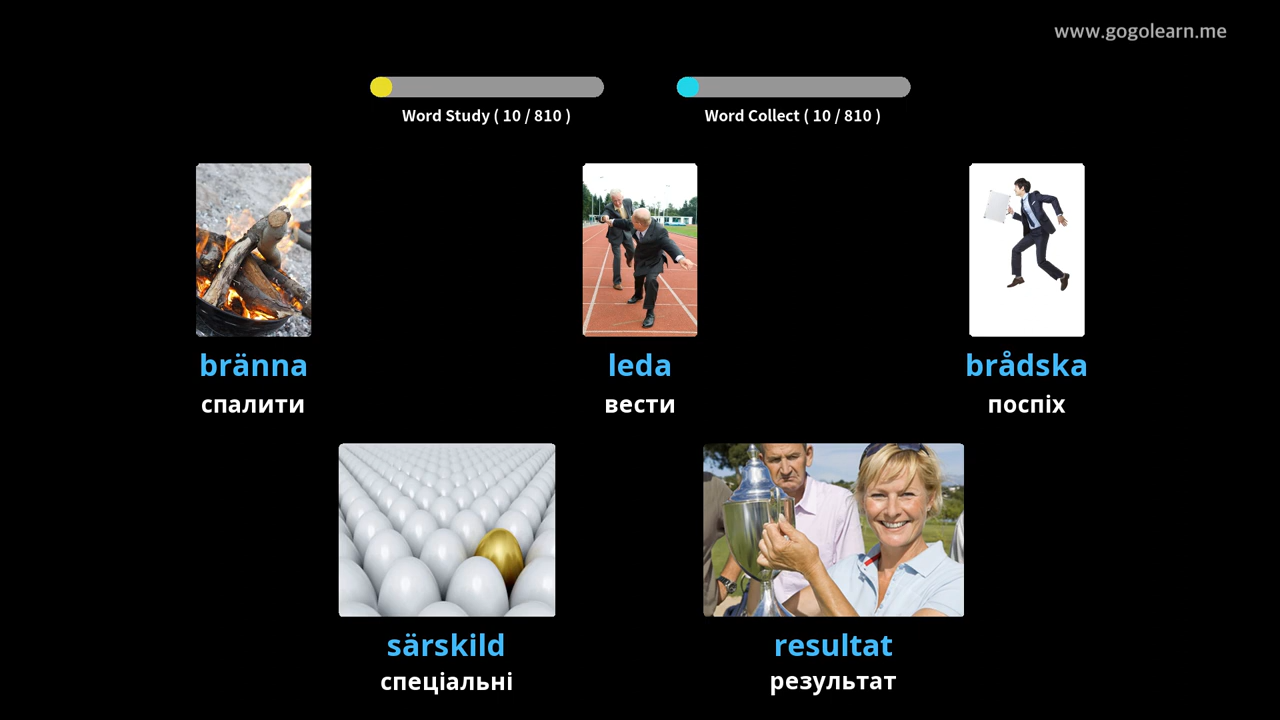 www.gogolearn.me
Word Study ( 10 / 810 )
Word Collect ( 10 / 810 )
bränna
спалити
leda
вести
brådska
поспіх
särskild
спеціальні
resultat
результат